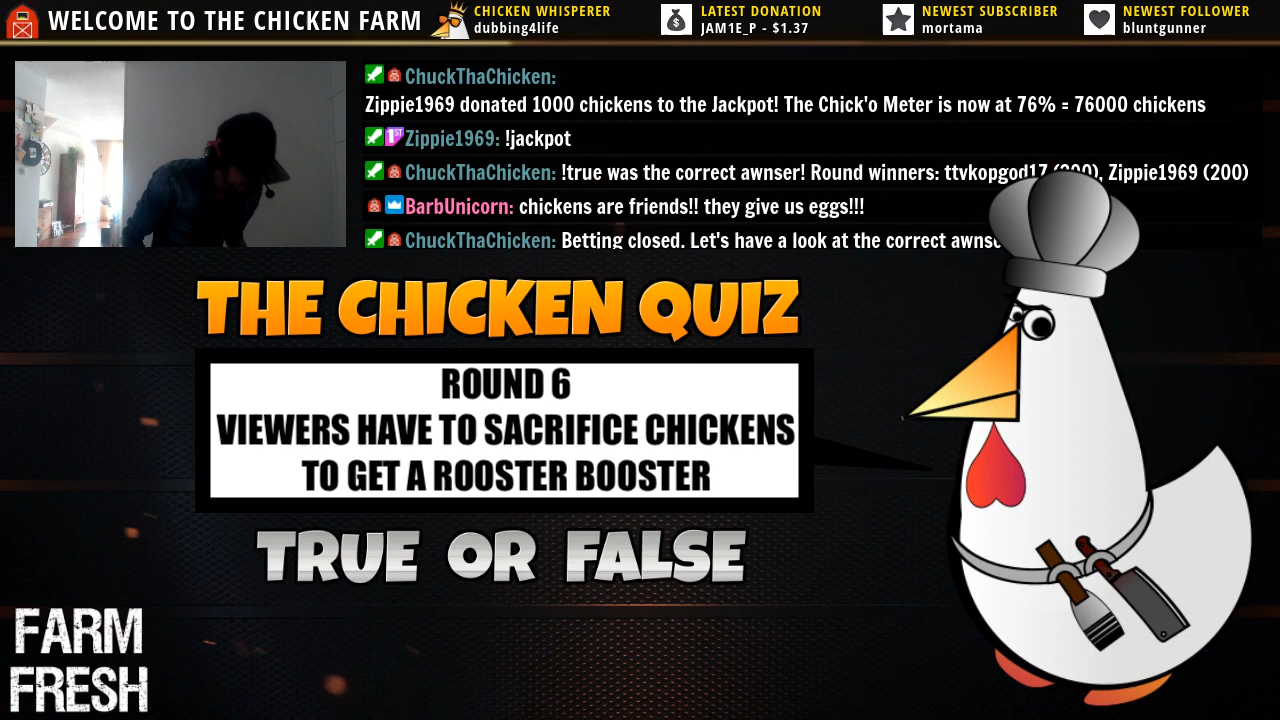 WELCOME TO THE CHICKEN FARM
CHICKEN WHISPERER
dubbing4life
LATEST DONATION
JAM1E_P - $1.37
NEWEST SUBSCRIBER
mortama
NEWEST FOLLOWER
bluntgunner
ChuckThaChicken:
Zippie1969 donated 1000 chickens to the Jackpot! The Chick'o Meter is now at 76% = 76000 chickens
1ST Zippie1969: !jackpot
ChuckThaChicken: !true was the correct awnser! Round winners: ttvkopgod17 (200), Zippie1969 (200)
BarbUnicorn: chickens are friends!! they give us eggs!!!
ChuckThaChicken: Betting closed. Let's have a look at the correct
THE CHICKEN QUIZ
ROUND 6
VIEWERS HAVE TO SACRIFICE CHICKENS
TO GET A ROOSTER BOOSTER
TRUE OR FALSE
FARM
FRESH